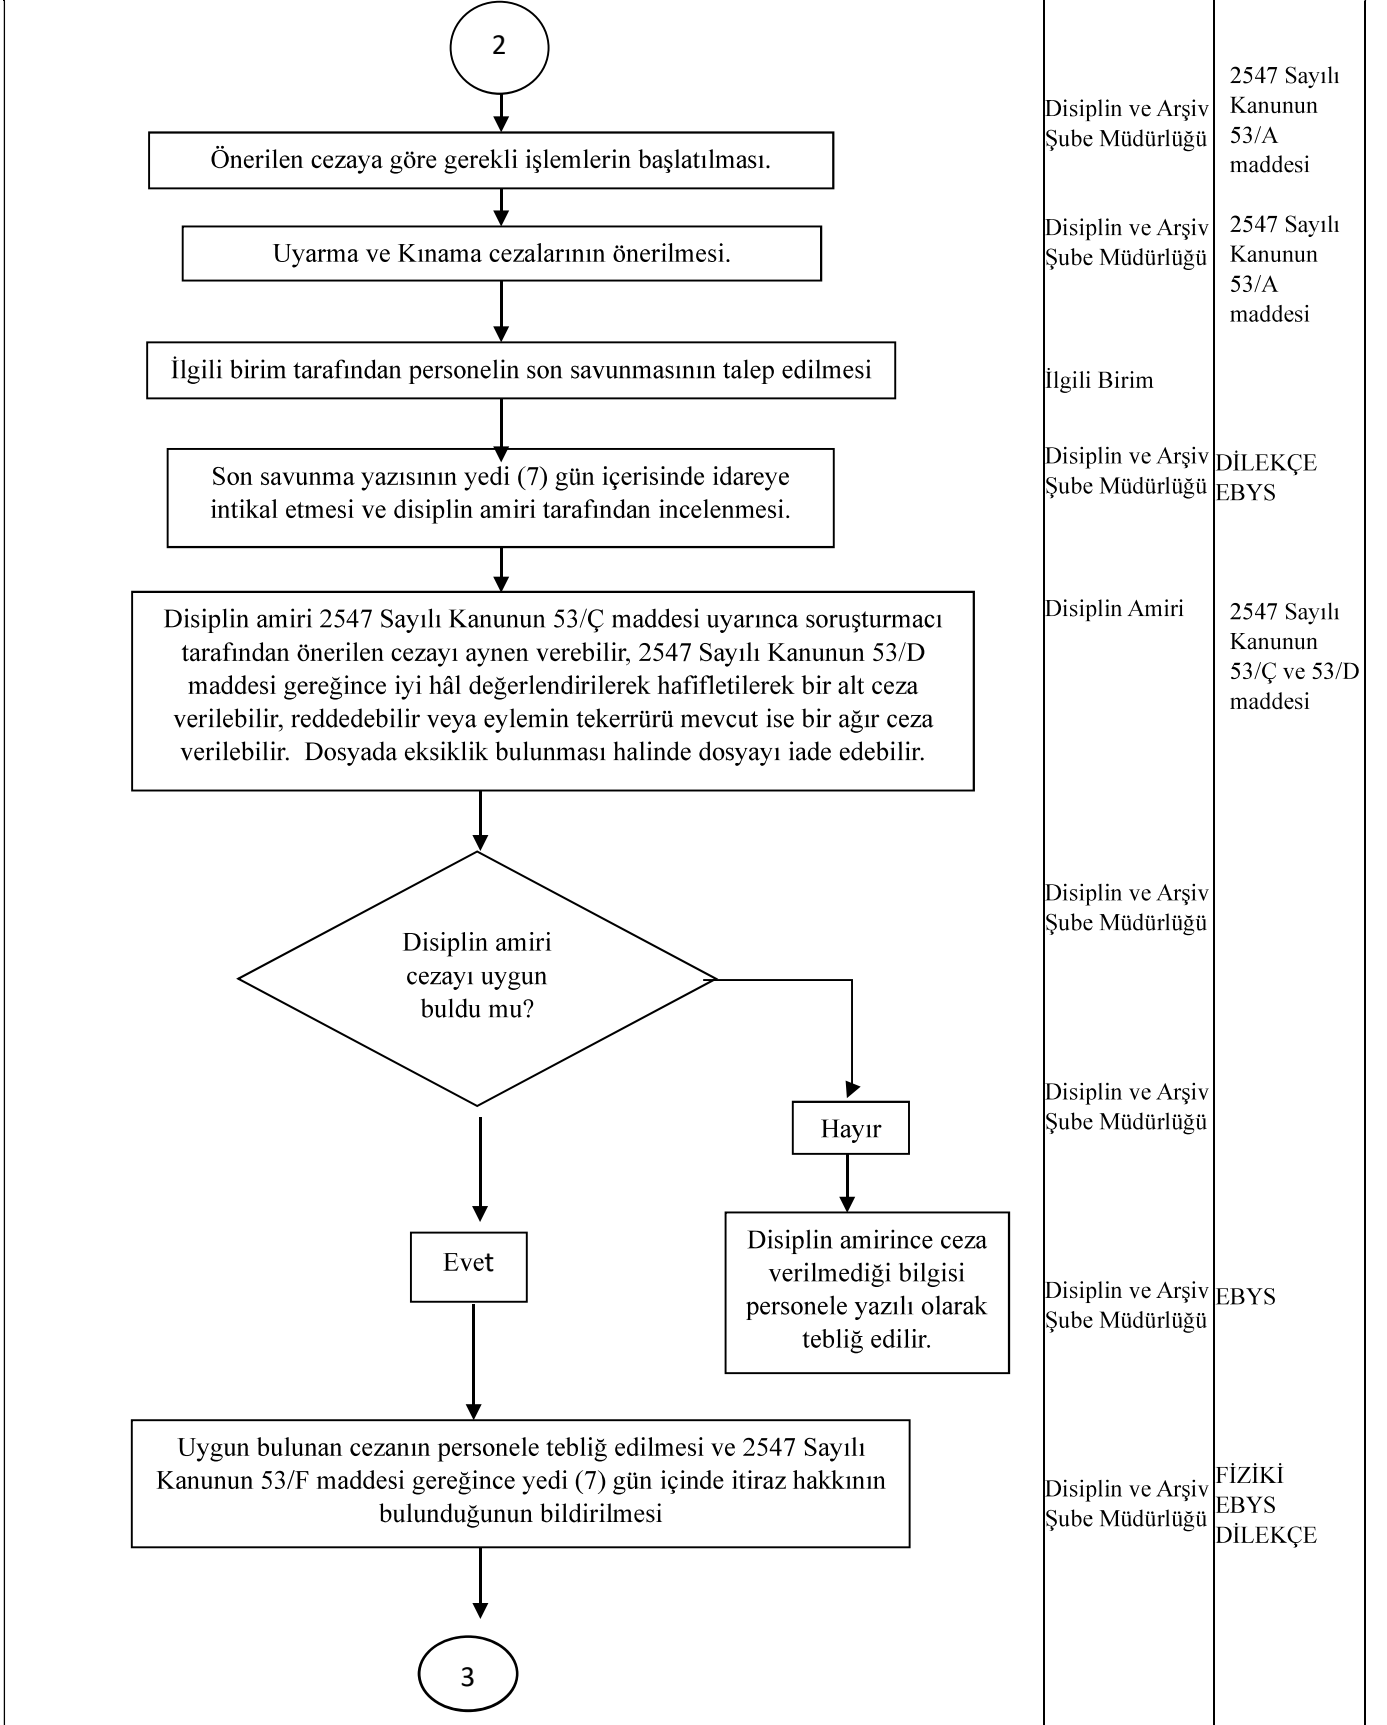 2
Önerilen cezaya göre gerekli işlemlerin başlatılması.
Disiplin ve Arşiv
Şube Müdürlüğü
2547 Sayılı
Kanunun
53/A
maddesi
Uyarma ve Kınama cezalarının önerilmesi.
Disiplin ve Arşiv
Şube Müdürlüğü
2547 Sayılı
Kanunun
53/A
maddesi
İlgili birim tarafından personelin son savunmasının talep edilmesi
İlgili Birim
Son savunma yazısının yedi (7) gün içerisinde idareye
intikal etmesi ve disiplin amiri tarafından incelenmesi.
Disiplin ve Arşiv
Şube Müdürlüğü
DİLEKÇE
EBYS
Disiplin amiri 2547 Sayılı Kanunun 53/Ç maddesi uyarınca soruşturmacı
tarafından önerilen cezayı aynen verebilir, 2547 Sayılı Kanunun 53/D
maddesi gereğince iyi hâl değerlendirilerek hafifletilerek bir alt ceza
verilebilir, reddedebilir veya eylemin tekerrürü mevcut ise bir ağır ceza
verilebilir.  Dosyada eksiklik bulunması halinde dosyayı iade edebilir.
Disiplin Amiri
2547 Sayılı
Kanunun
53/Ç ve 53/D
maddesi
Disiplin amiri
cezayı uygun
buldu mu?
Disiplin ve Arşiv
Şube Müdürlüğü
Hayır
Disiplin ve Arşiv
Şube Müdürlüğü
Evet
Disiplin amirince ceza
verilmediği bilgisi
personele yazılı olarak
tebliğ edilir.
Disiplin ve Arşiv
Şube Müdürlüğü
EBYS
Uygun bulunan cezanın personele tebliğ edilmesi ve 2547 Sayılı
Kanunun 53/F maddesi gereğince yedi (7) gün içinde itiraz hakkının
bulunduğunun bildirilmesi
Disiplin ve Arşiv
Şube Müdürlüğü
FİZİKİ
EBYS
DİLEKÇE
3